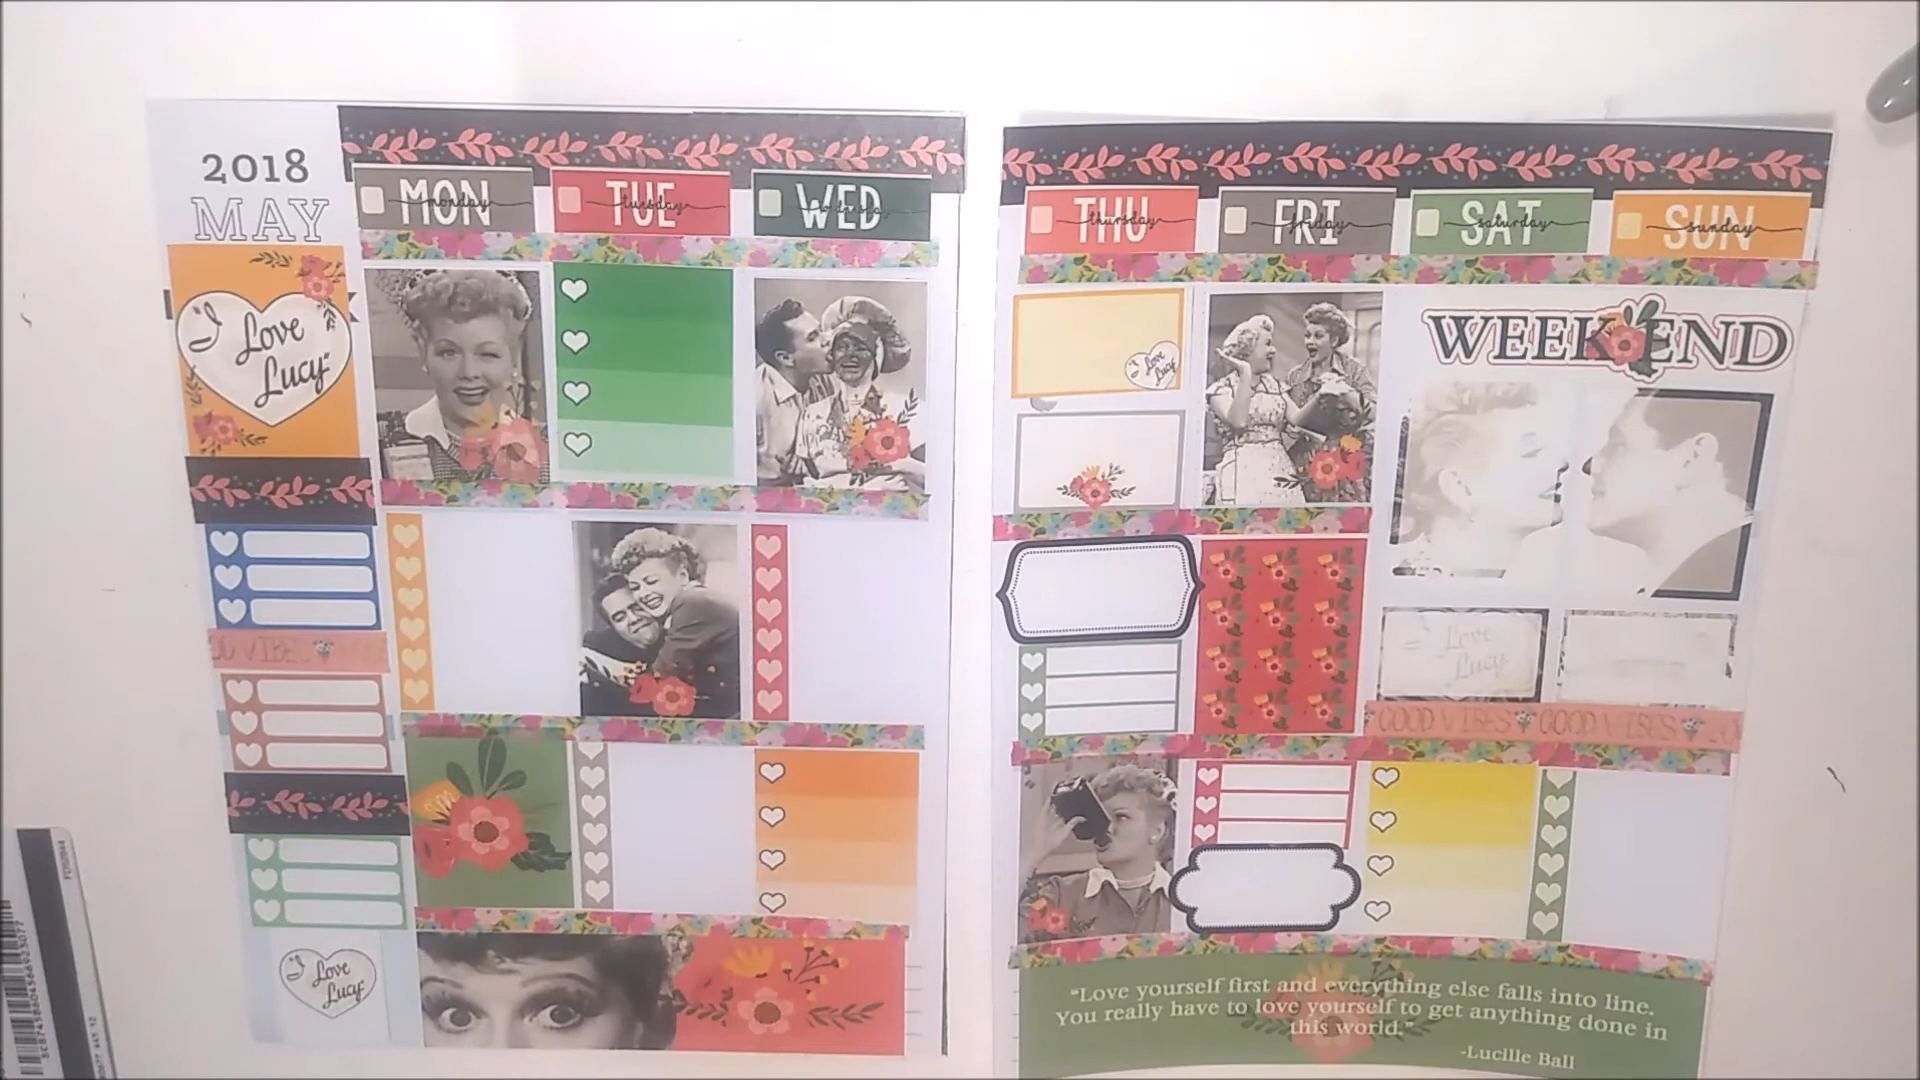 2018
MAY
MON
monday
TUE
tuesday
WED
THU
thursday
FRI
friday
SAT
saturday
SUN
sunday
I
Love
Lucy
WEEKEND
I Love
Lucy
I Love
Lucy
GOOD VIBES GOOD VIBES
VIBES
I Love
Lucy
"Love yourself first and everything else falls into line.
You really have to love yourself to get anything done in
this world."
-Lucille Ball